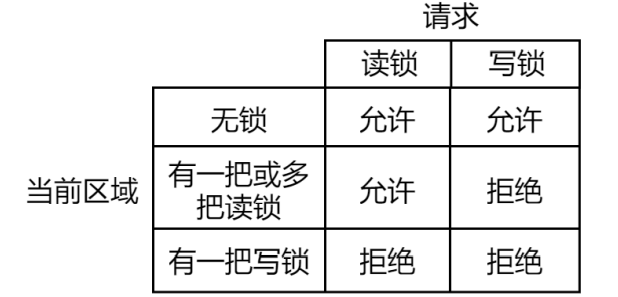 请求
读锁 写锁
无锁 允许 允许
当前区域 有一把或多 允许 拒绝
把读锁
有一把写锁 拒绝 拒绝